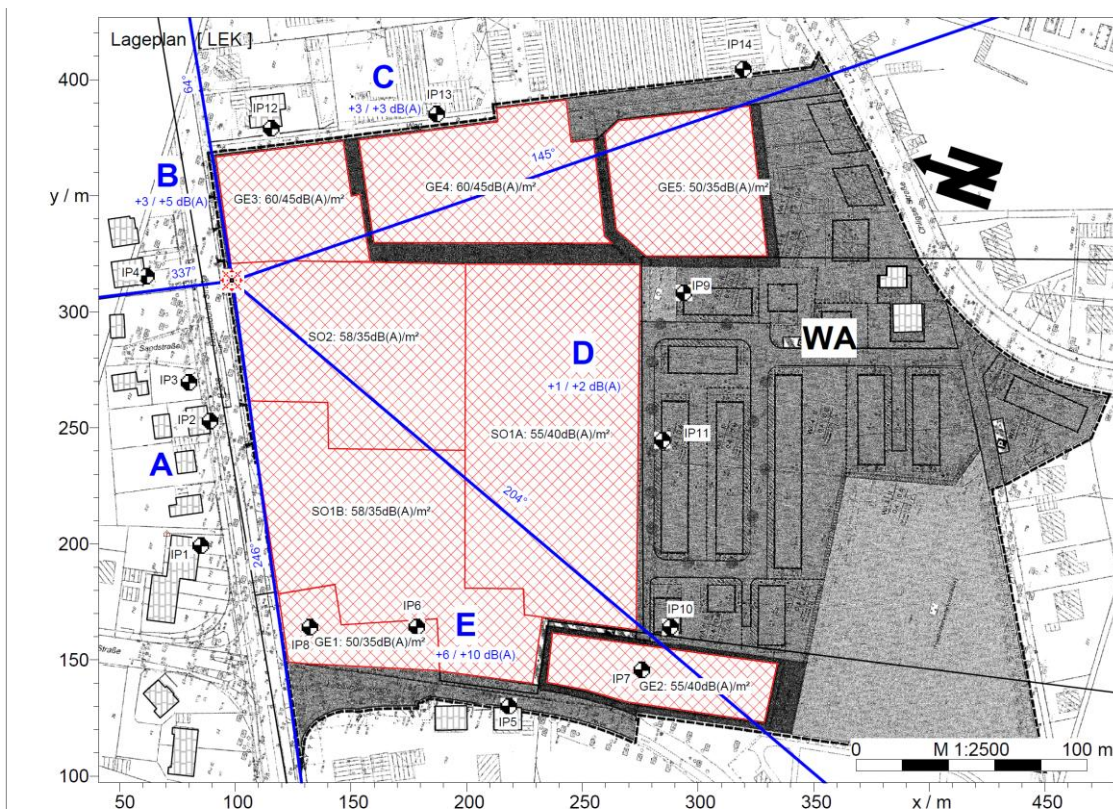 Lageplan [ LEK ]
400
350
y / m
300
250
200
150
100
50
100
150
200
250
300
350
x / m
450
64°
C
+3 / +3 dB(A)
IP12
IP13
IP14
145°
B
+3 / +5 dB(A)
GE3: 60/45dB(A)/m²
GE4: 60/45dB(A)/m²
GE5: 50/35dB(A)/m²
IP4
337°
IP9
SO2: 58/35dB(A)/m²
WA
Sandstraße
D
+1 / +2 dB(A)
IP3
IP2
SO1A: 55/40dB(A)/m²
IP11
A
204°
SO1B: 58/35dB(A)/m²
IP1
246°
IP6
IP8
GE1: 50/35dB(A)/m²
E
+6 / +10 dB(A)
IP10
Straße
IP7
GE2: 55/40dB(A)/m²
IP5
0
M 1:2500
100 m